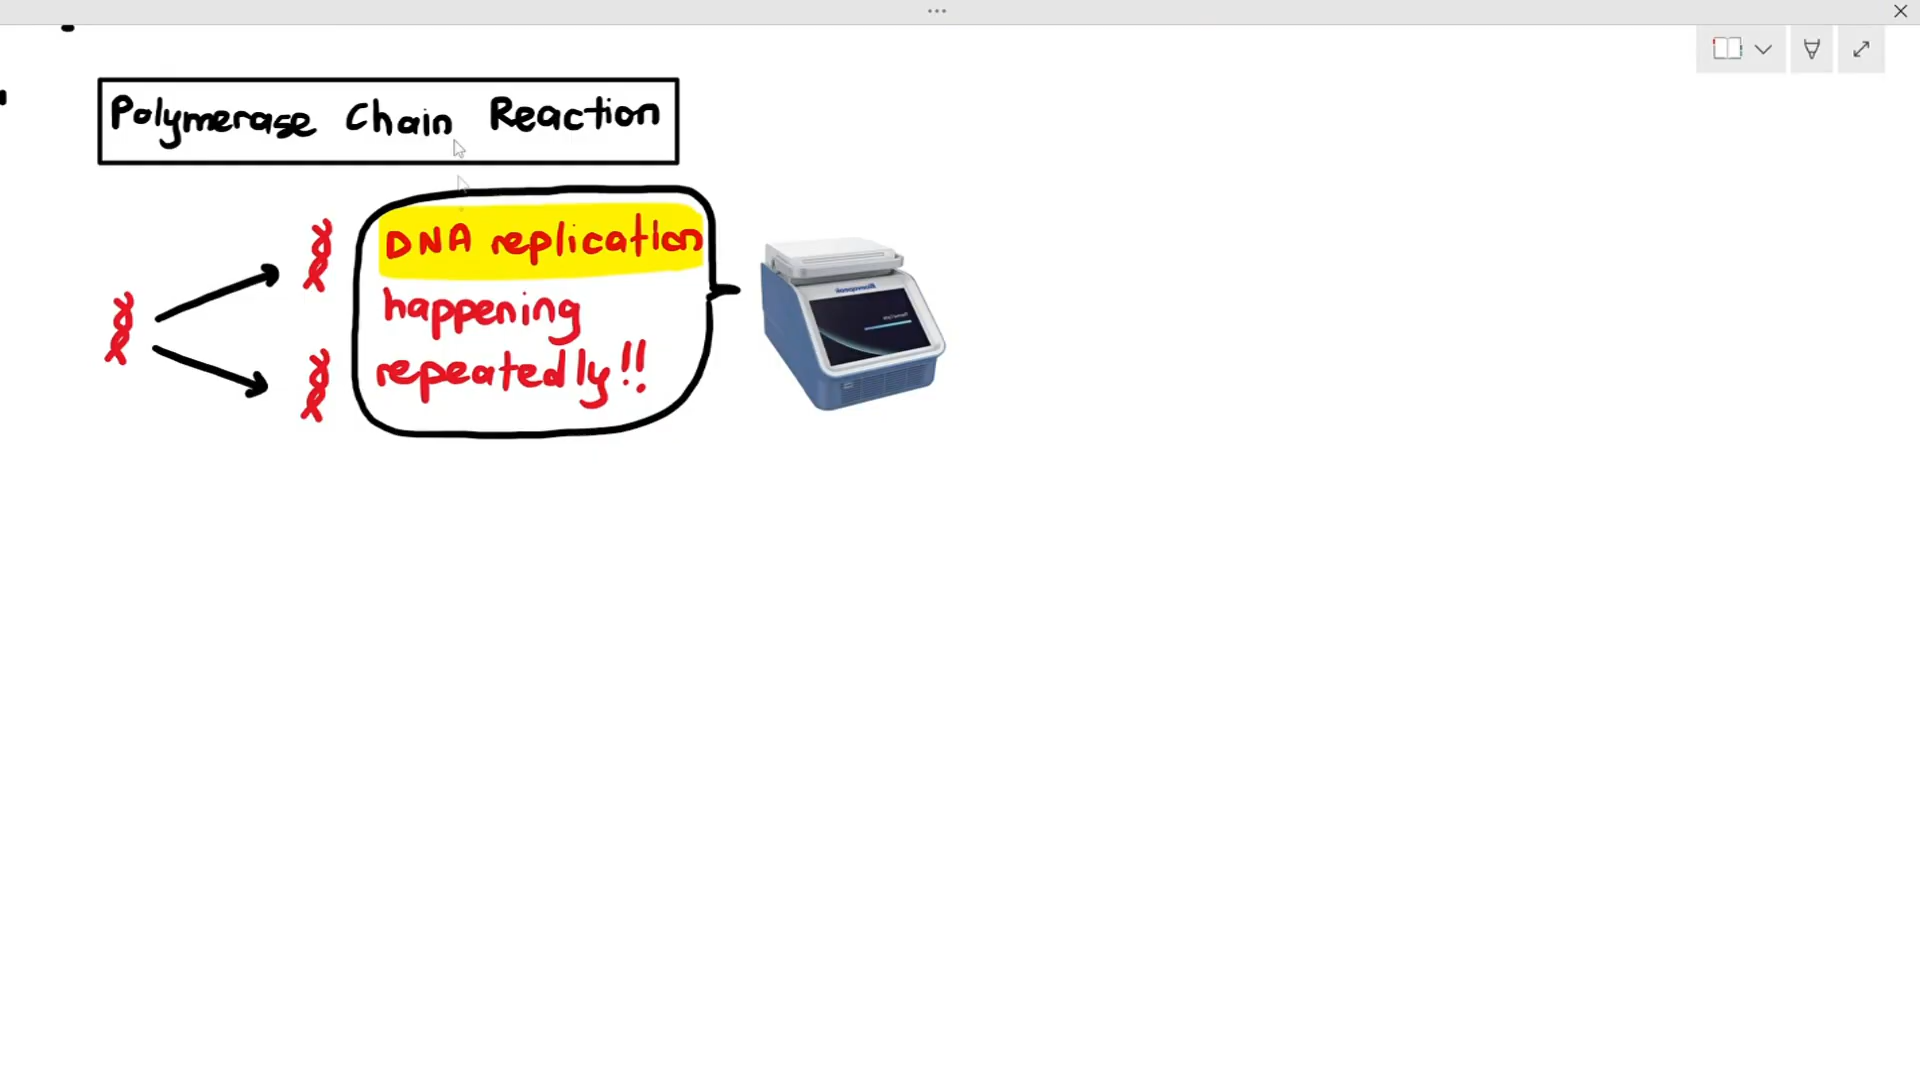 Polymerase Chain Reaction
DNA replication
happening
repeatedly!!